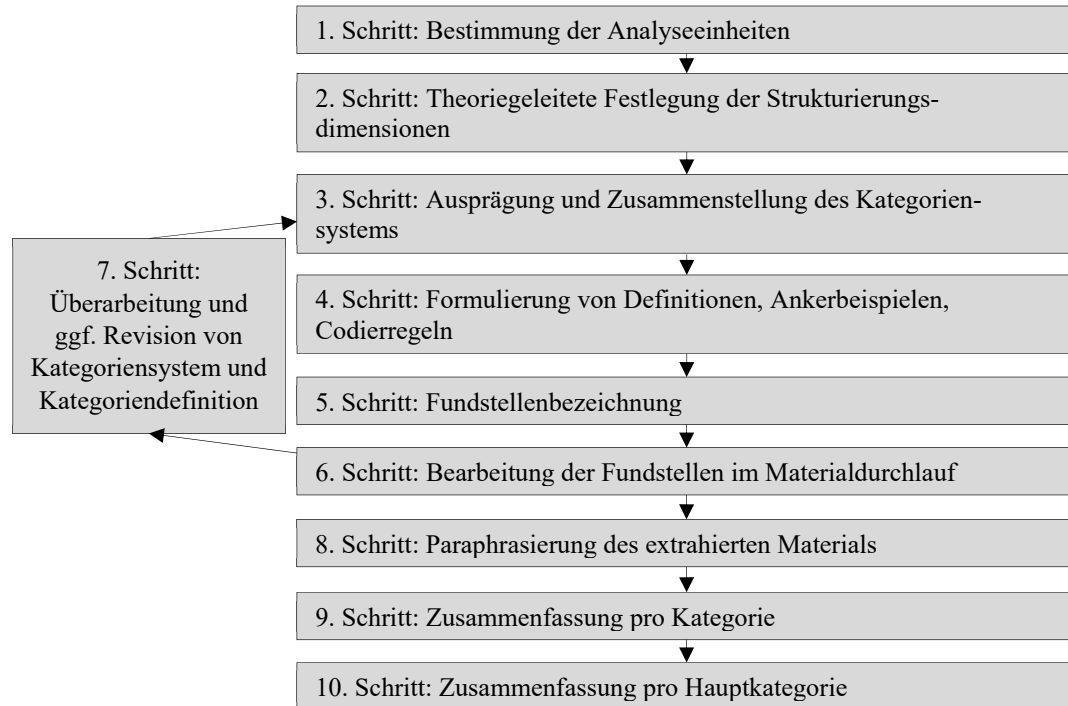 1. Schritt: Bestimmung der Analyseeinheiten
2. Schritt: Theoriegeleitete Festlegung der Strukturierungs-
dimensionen
3. Schritt: Ausprägung und Zusammenstellung des Kategorien-
systems
4. Schritt: Formulierung von Definitionen, Ankerbeispielen,
Codierregeln
5. Schritt: Fundstellenbezeichnung
6. Schritt: Bearbeitung der Fundstellen im Materialdurchlauf
7. Schritt:
Überarbeitung und
ggf. Revision von
Kategoriensystem und
Kategoriendefinition
8. Schritt: Paraphrasierung des extrahierten Materials
9. Schritt: Zusammenfassung pro Kategorie
10. Schritt: Zusammenfassung pro Hauptkategorie